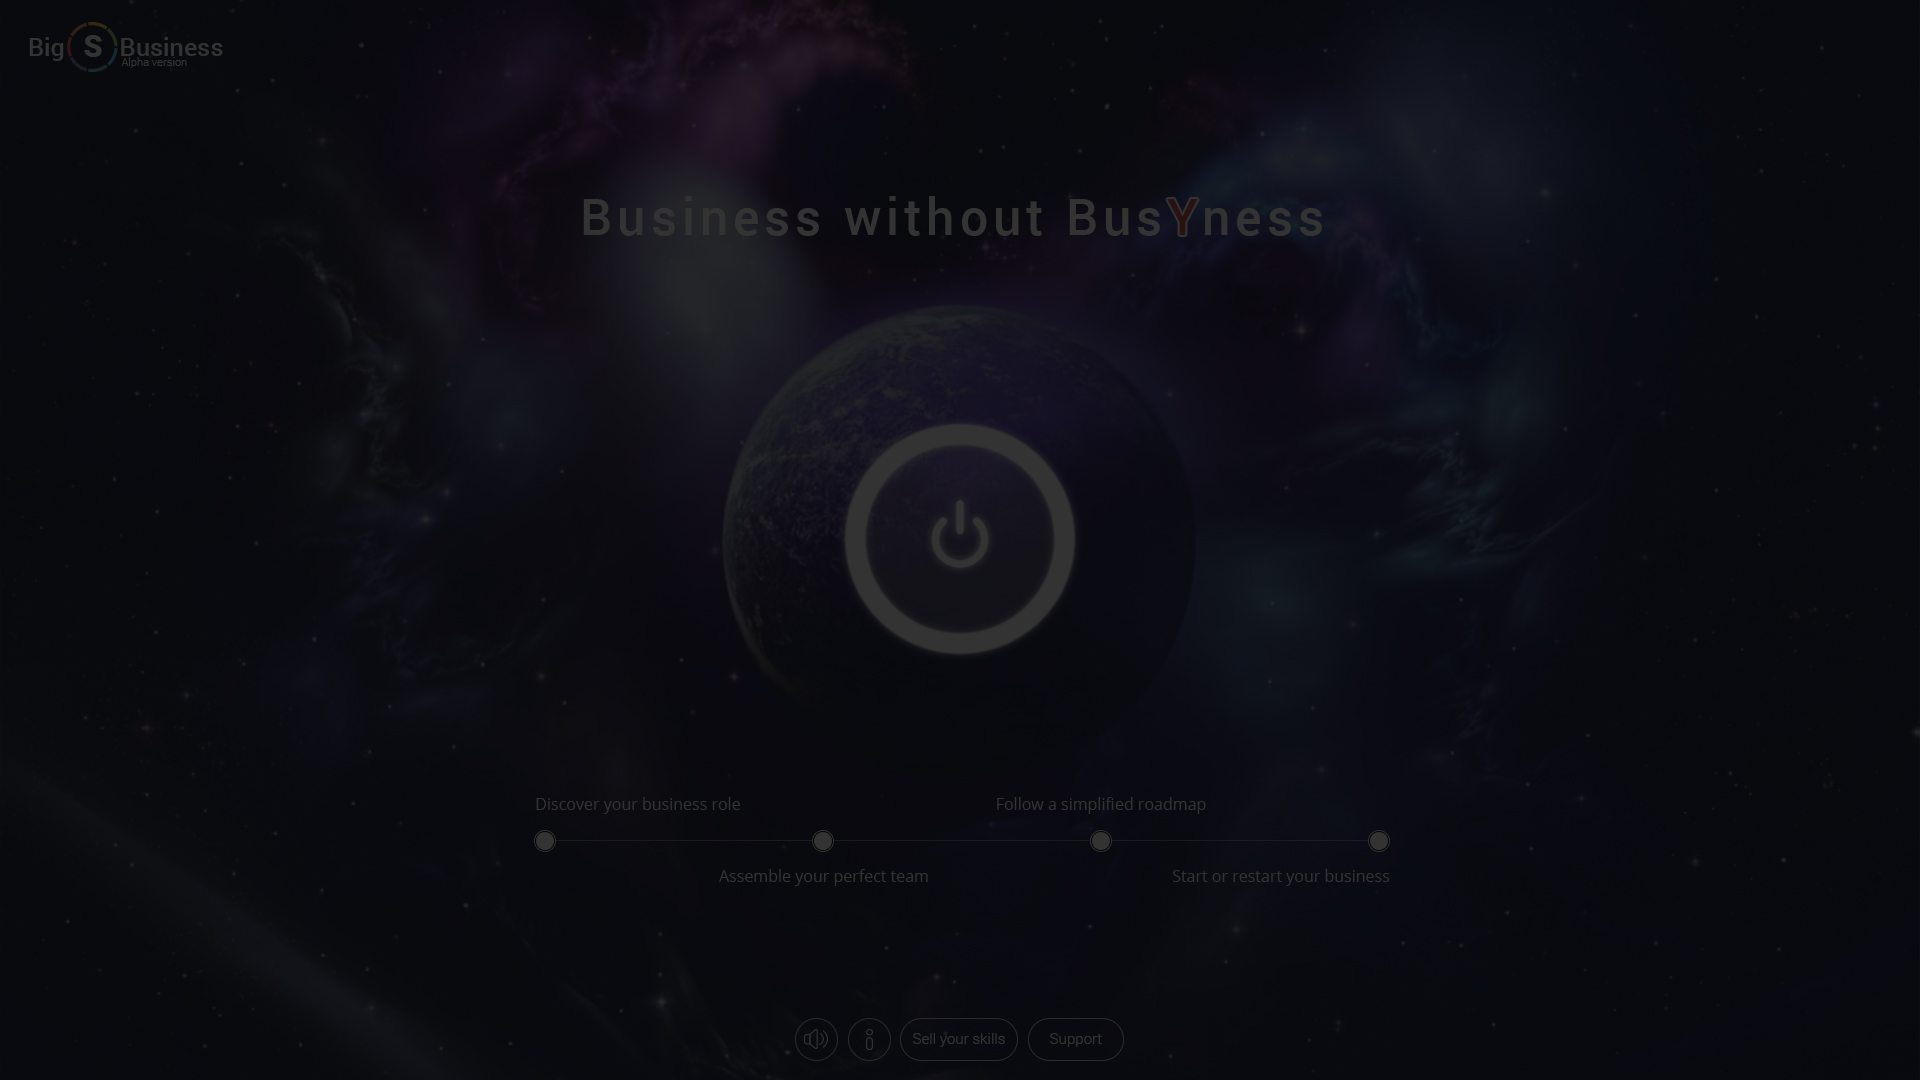 Big S Business
Alpha version
Business without BusYness
Discover your business role
Follow a simplified roadmap
Assemble your perfect team
Start or restart your business
Sell your skills
Support